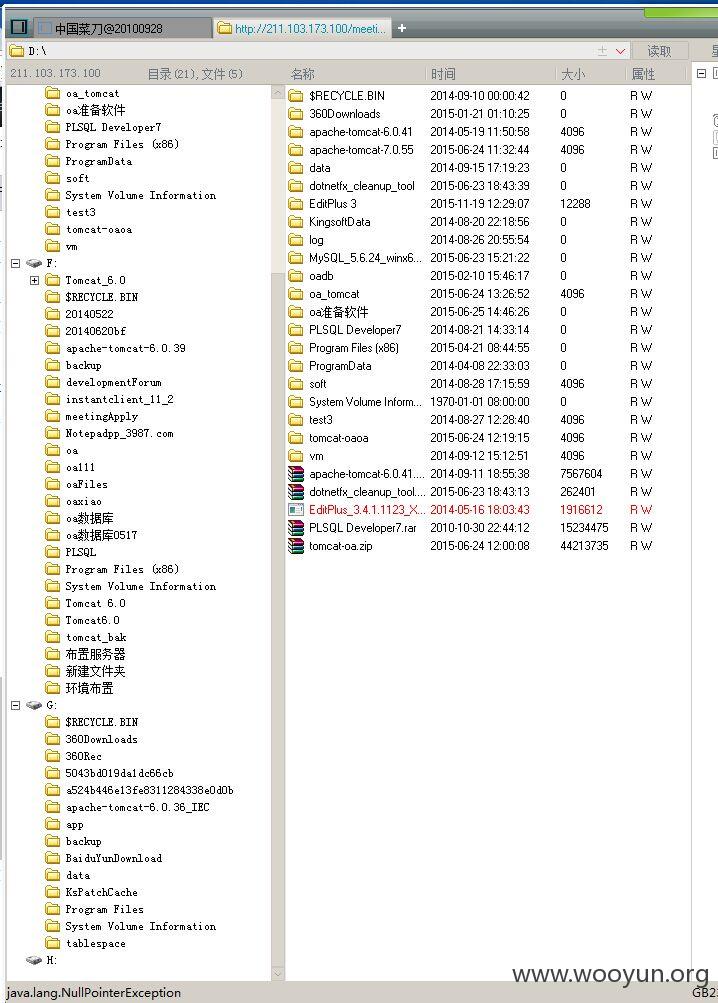 中国菜刀@20100928
http://211.103.173.100/meeti...
+
D:\
读取
211.103.173.100 目录(21),文件(5)
名称 时间 大小 属性
oa_tomcat
oa准备软件
PLSQL Developer7
Program Files (x86)
ProgramData
soft
System Volume Information
test3
tomcat-oaoa
vm
F:
Tomcat_6.0
$RECYCLE.BIN
20140522
20140620bf
apache-tomcat-6.0.39
backup
developmentForum
instantclient_11_2
meetingApply
Notepadpp_3987.com
oa
oa111
oaFiles
oaxiao
oa数据库
oa数据库0517
PLSQL
Program Files (x86)
System Volume Information
Tomcat 6.0
Tomcat6.0
tomcat_bak
布置服务器
新建文件夹
环境布置
G:
$RECYCLE.BIN
360Downloads
360Rec
5043bd019da1dc66cb
a524b446e13fe8311284338e0d0b
apache-tomcat-6.0.36_IEC
app
backup
BaiduYunDownload
data
KsPatchCache
Program Files
System Volume Information
tablespace
H:
$RECYCLE.BIN 2014-09-10 00:00:42 0 R W
360Downloads 2015-01-21 01:10:25 0 R W
apache-tomcat-6.0.41 2014-05-19 11:50:58 4096 R W
apache-tomcat-7.0.55 2015-06-24 11:32:44 4096 R W
data 2014-09-15 17:19:23 0 R W
dotnetfx_cleanup_tool 2015-06-23 18:43:39 0 R W
EditPlus 3 2015-11-19 12:29:07 12288 R W
KingsoftData 2014-08-20 22:18:56 0 R W
log 2014-08-26 20:55:54 0 R W
MySQL_5.6.24_winx6... 2015-06-23 15:21:22 0 R W
oadb 2015-02-10 15:46:17 0 R W
oa_tomcat 2015-06-24 13:26:52 4096 R W
oa准备软件 2015-06-25 14:46:26 0 R W
PLSQL Developer7 2014-08-21 14:33:14 0 R W
Program Files (x86) 2015-04-21 08:44:55 0 R W
ProgramData 2014-04-08 22:33:03 0 R W
soft 2014-08-28 17:15:59 4096 R W
System Volume Inform... 1970-01-01 08:00:00 0 R W
test3 2014-08-27 12:28:40 4096 R W
tomcat-oaoa 2015-06-24 12:19:15 4096 R W
vm 2014-09-12 15:12:51 4096 R W
apache-tomcat-6.0.41.... 2014-09-11 18:55:38 7567604 R W
dotnetfx_cleanup_tool.... 2015-06-23 18:43:13 262401 R W
EditPlus_3.4.1.1123_X... 2014-05-16 18:03:43 1916612 R W
PLSQL Developer7.rar 2010-10-30 22:44:12 15234475 R W
tomcat-oa.zip 2015-06-24 12:00:08 44213735 R W
www.wooyun.org
java.lang.NullPointerException